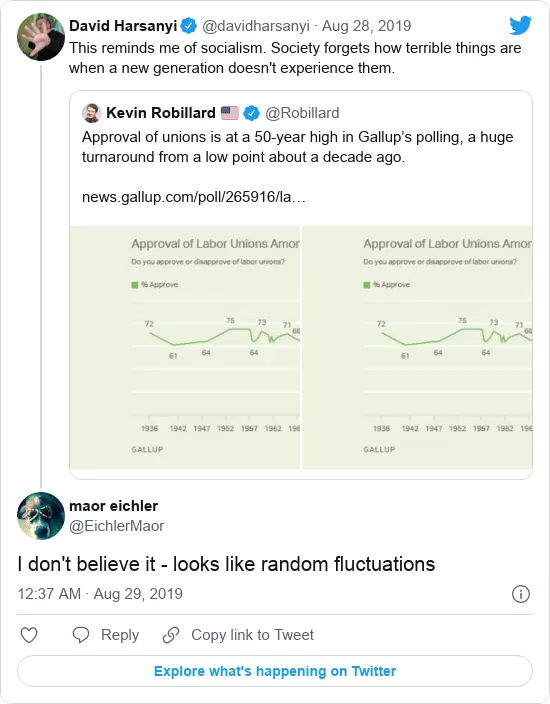 David Harsanyi @davidharsanyi · Aug 28, 2019
This reminds me of socialism. Society forgets how terrible things are
when a new generation doesn't experience them.
Kevin Robillard 🇺🇸 @Robillard
Approval of unions is at a 50-year high in Gallup’s polling, a huge
turnaround from a low point about a decade ago.
news.gallup.com/poll/265916/la…
Approval of Labor Unions Amor
Do you approve or disapprove of labor unions?
% Approve
72 61 64 75 64 73 71 66
1936 1942 1947 1952 1957 1962 196
GALLUP
Approval of Labor Unions Amor
Do you approve or disapprove of labor unions?
% Approve
72 61 64 75 64 73 71 66
1936 1942 1947 1952 1957 1962 196
GALLUP
maor eichler
@EichlerMaor
I don't believe it - looks like random fluctuations
12:37 AM · Aug 29, 2019
Reply
Copy link to Tweet
Explore what's happening on Twitter